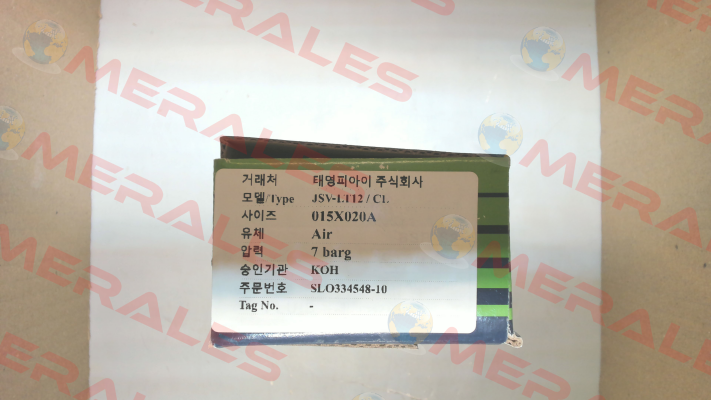 거래처 태영피아이 주식회사
모델/Type JSV-LT12 / CL
사이즈 015X020A
유체 Air
압력 7 barg
승인기관 KOH
주문번호 SLO334548-10
Tag No. -
MERALES
MERALES
MERALES
MERALES
MERALES
MERALES